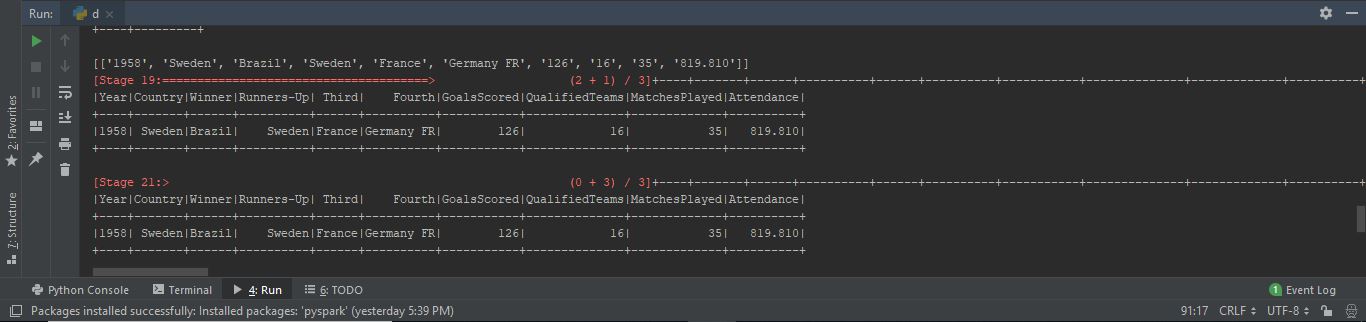 Run: d ×
+----+---------+
[['1958', 'Sweden', 'Brazil', 'Sweden', 'France', 'Germany FR', '126', '16', '35', '819.810']]
[Stage 19:======================================> (2 + 1) / 3]+----+-------+------+----------+------+----------+-----------+--------------+-------------+----------+
|Year|Country|Winner|Runners-Up| Third| Fourth|GoalsScored|QualifiedTeams|MatchesPlayed|Attendance|
+----+-------+------+----------+------+----------+-----------+--------------+-------------+----------+
|1958| Sweden|Brazil| Sweden|France|Germany FR| 126| 16| 35| 819.810|
+----+-------+------+----------+------+----------+-----------+--------------+-------------+----------+
[Stage 21:> (0 + 3) / 3]+----+-------+------+----------+------+----------+-----------+--------------+-------------+----------+
|Year|Country|Winner|Runners-Up| Third| Fourth|GoalsScored|QualifiedTeams|MatchesPlayed|Attendance|
+----+-------+------+----------+------+----------+-----------+--------------+-------------+----------+
|1958| Sweden|Brazil| Sweden|France|Germany FR| 126| 16| 35| 819.810|
+----+-------+------+----------+------+----------+-----------+--------------+-------------+----------+
2: Favorites
7: Structure
Python Console Terminal 4: Run 6: TODO 1 Event Log
Packages installed successfully: Installed packages: 'pyspark' (yesterday 5:39 PM) 91:17 CRLF UTF-8